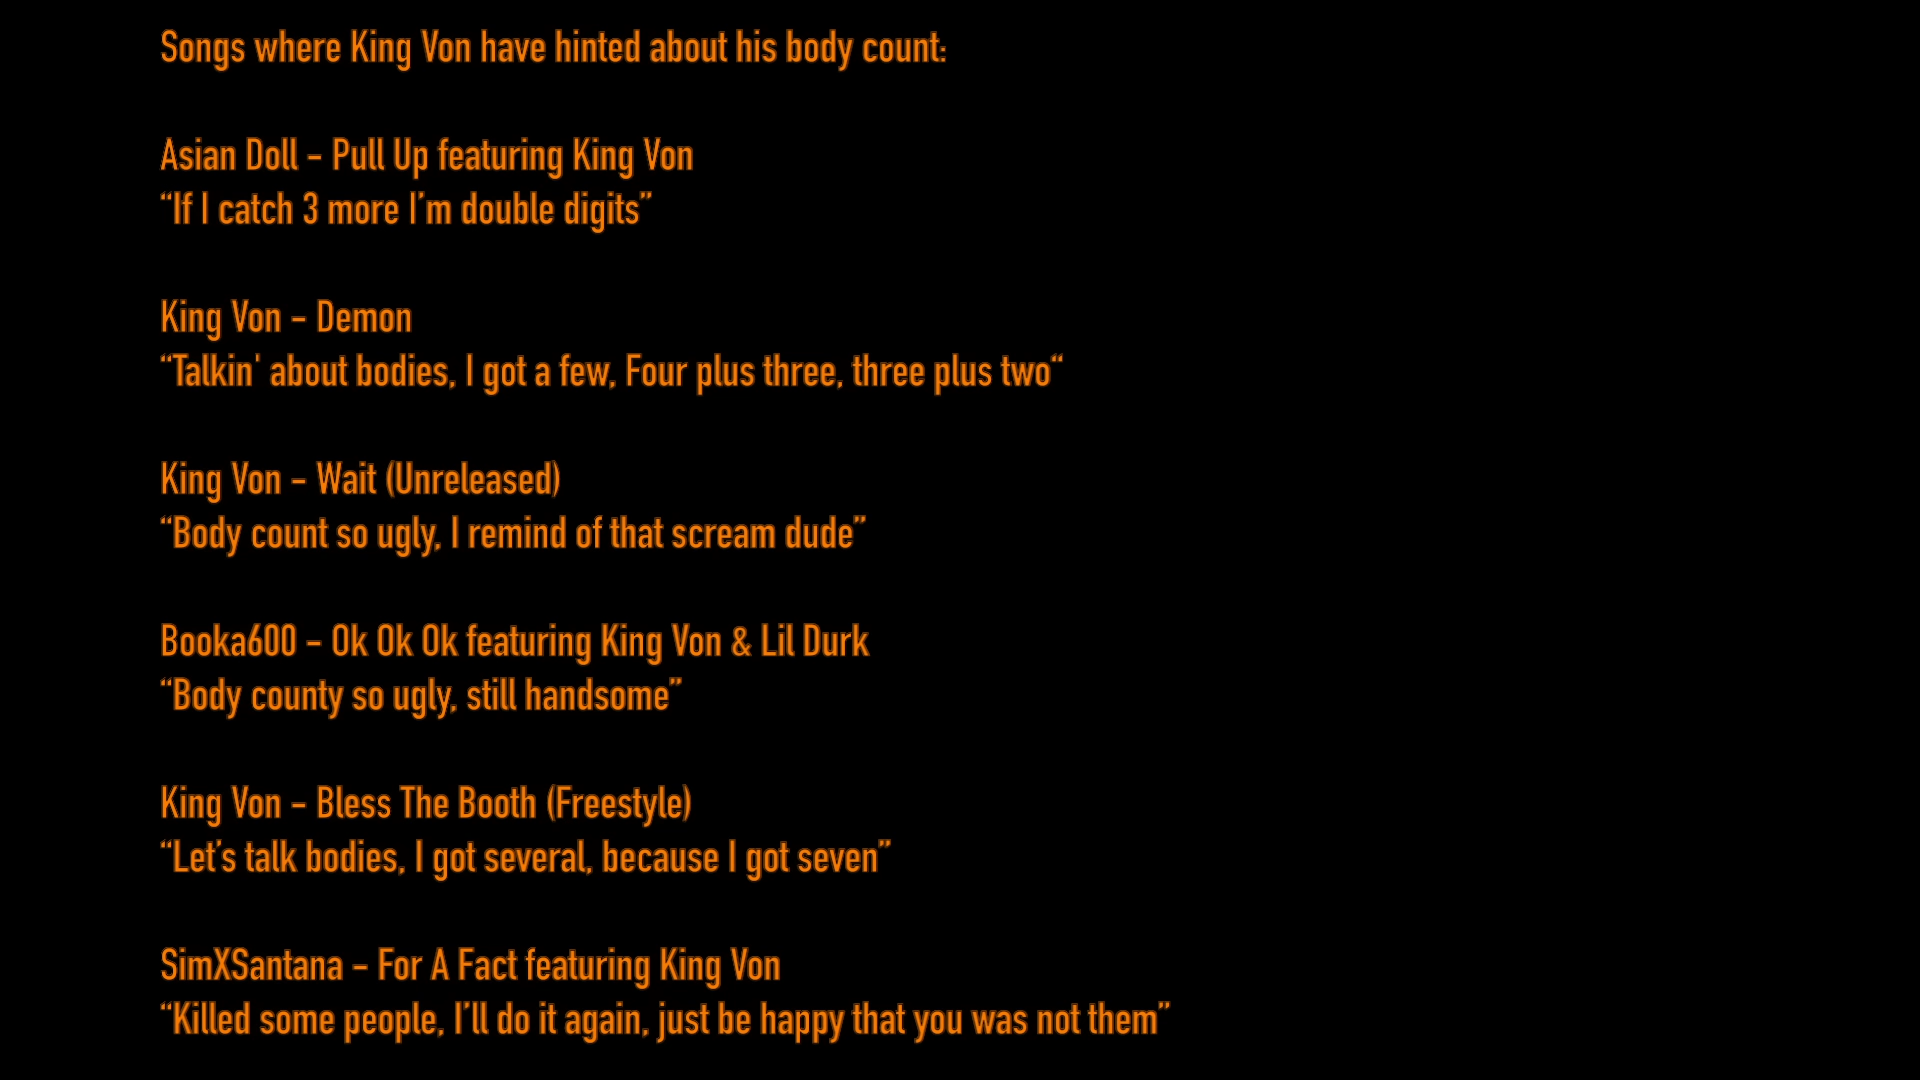 Songs where King Von have hinted about his body count:
Asian Doll – Pull Up featuring King Von
“If I catch 3 more I’m double digits”
King Von – Demon
“Talkin' about bodies, I got a few, Four plus three, three plus two“
King Von – Wait (Unreleased)
“Body count so ugly, I remind of that scream dude”
Booka600 – Ok Ok Ok featuring King Von & Lil Durk
“Body county so ugly, still handsome”
King Von – Bless The Booth (Freestyle)
“Let’s talk bodies, I got several, because I got seven”
SimXSantana – For A Fact featuring King Von
“Killed some people, I’ll do it again, just be happy that you was not them”